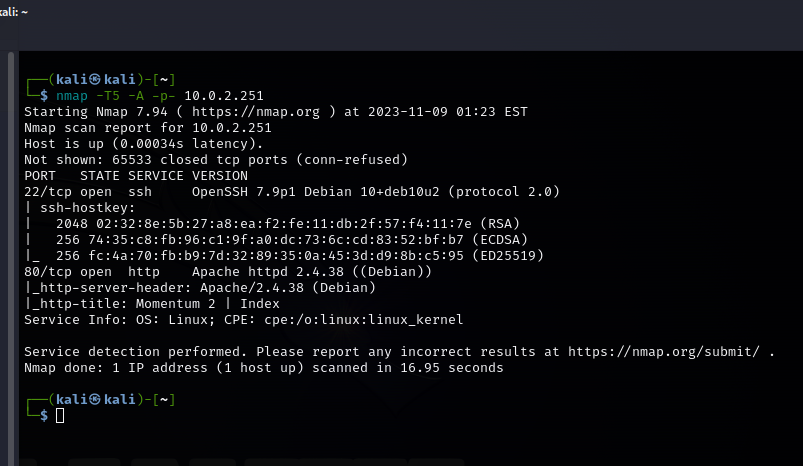 kali: ~
┌──(kali㉿kali)-[~]
└─$ nmap -T5 -A -p- 10.0.2.251
Starting Nmap 7.94 ( https://nmap.org ) at 2023-11-09 01:23 EST
Nmap scan report for 10.0.2.251
Host is up (0.00034s latency).
Not shown: 65533 closed tcp ports (conn-refused)
PORT   STATE SERVICE VERSION
22/tcp open  ssh     OpenSSH 7.9p1 Debian 10+deb10u2 (protocol 2.0)
| ssh-hostkey:
|   2048 02:32:8e:5b:27:a8:ea:f2:fe:11:db:2f:57:f4:11:7e (RSA)
|   256 74:35:c8:fb:96:c1:9f:a0:dc:73:6c:cd:83:52:bf:b7 (ECDSA)
|_  256 fc:4a:70:fb:b9:7d:32:89:35:0a:45:3d:d9:8b:c5:95 (ED25519)
80/tcp open  http    Apache httpd 2.4.38 ((Debian))
|_http-server-header: Apache/2.4.38 (Debian)
|_http-title: Momentum 2 | Index
Service Info: OS: Linux; CPE: cpe:/o:linux:linux_kernel

Service detection performed. Please report any incorrect results at https://nmap.org/submit/ .
Nmap done: 1 IP address (1 host up) scanned in 16.95 seconds

┌──(kali㉿kali)-[~]
└─$